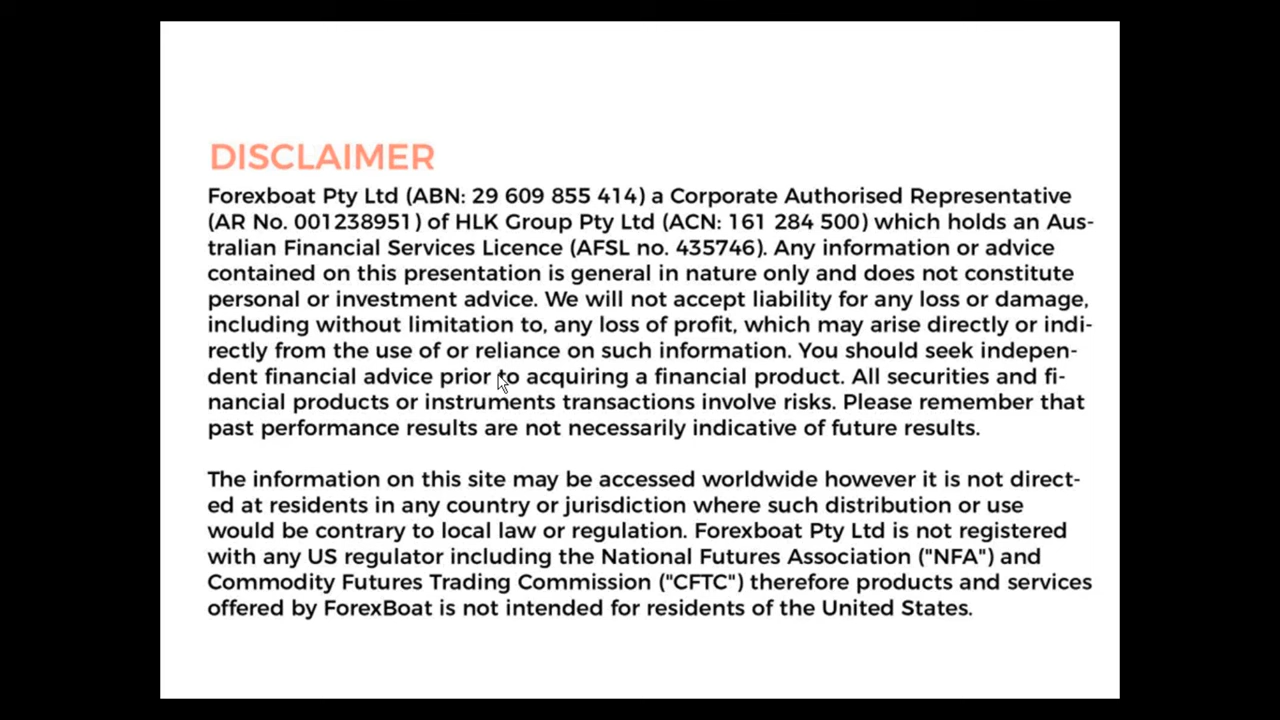 DISCLAIMER
Forexboat Pty Ltd (ABN: 29 609 855 414) a Corporate Authorised Representative
(AR No. 001238951) of HLK Group Pty Ltd (ACN: 161 284 500) which holds an Aus-
tralian Financial Services Licence (AFSL no. 435746). Any information or advice
contained on this presentation is general in nature only and does not constitute
personal or investment advice. We will not accept liability for any loss or damage,
including without limitation to, any loss of profit, which may arise directly or indi-
rectly from the use of or reliance on such information. You should seek indepen-
dent financial advice prior to acquiring a financial product. All securities and fi-
nancial products or instruments transactions involve risks. Please remember that
past performance results are not necessarily indicative of future results.
The information on this site may be accessed worldwide however it is not direct-
ed at residents in any country or jurisdiction where such distribution or use
would be contrary to local law or regulation. Forexboat Pty Ltd is not registered
with any US regulator including the National Futures Association ("NFA") and
Commodity Futures Trading Commission ("CFTC") therefore products and services
offered by ForexBoat is not intended for residents of the United States.